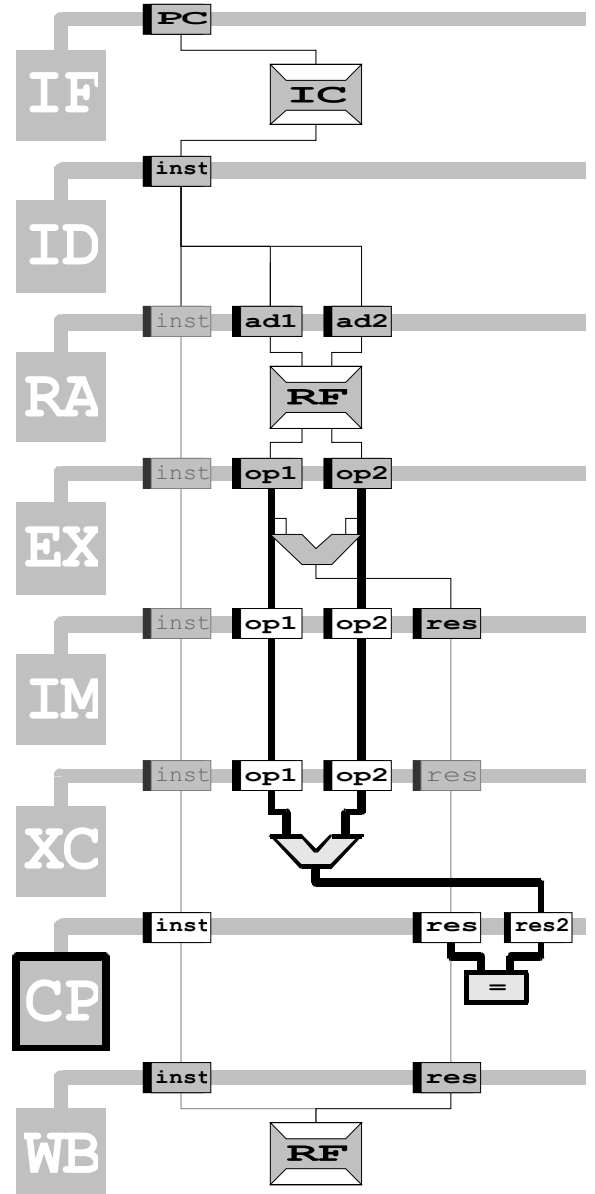 PC
IF
IC
inst
ID
inst ad1 ad2
RA
RF
inst op1 op2
EX
inst op1 op2 res
IM
inst op1 op2 res
XC
inst res res2
CP
=
inst res
WB
RF